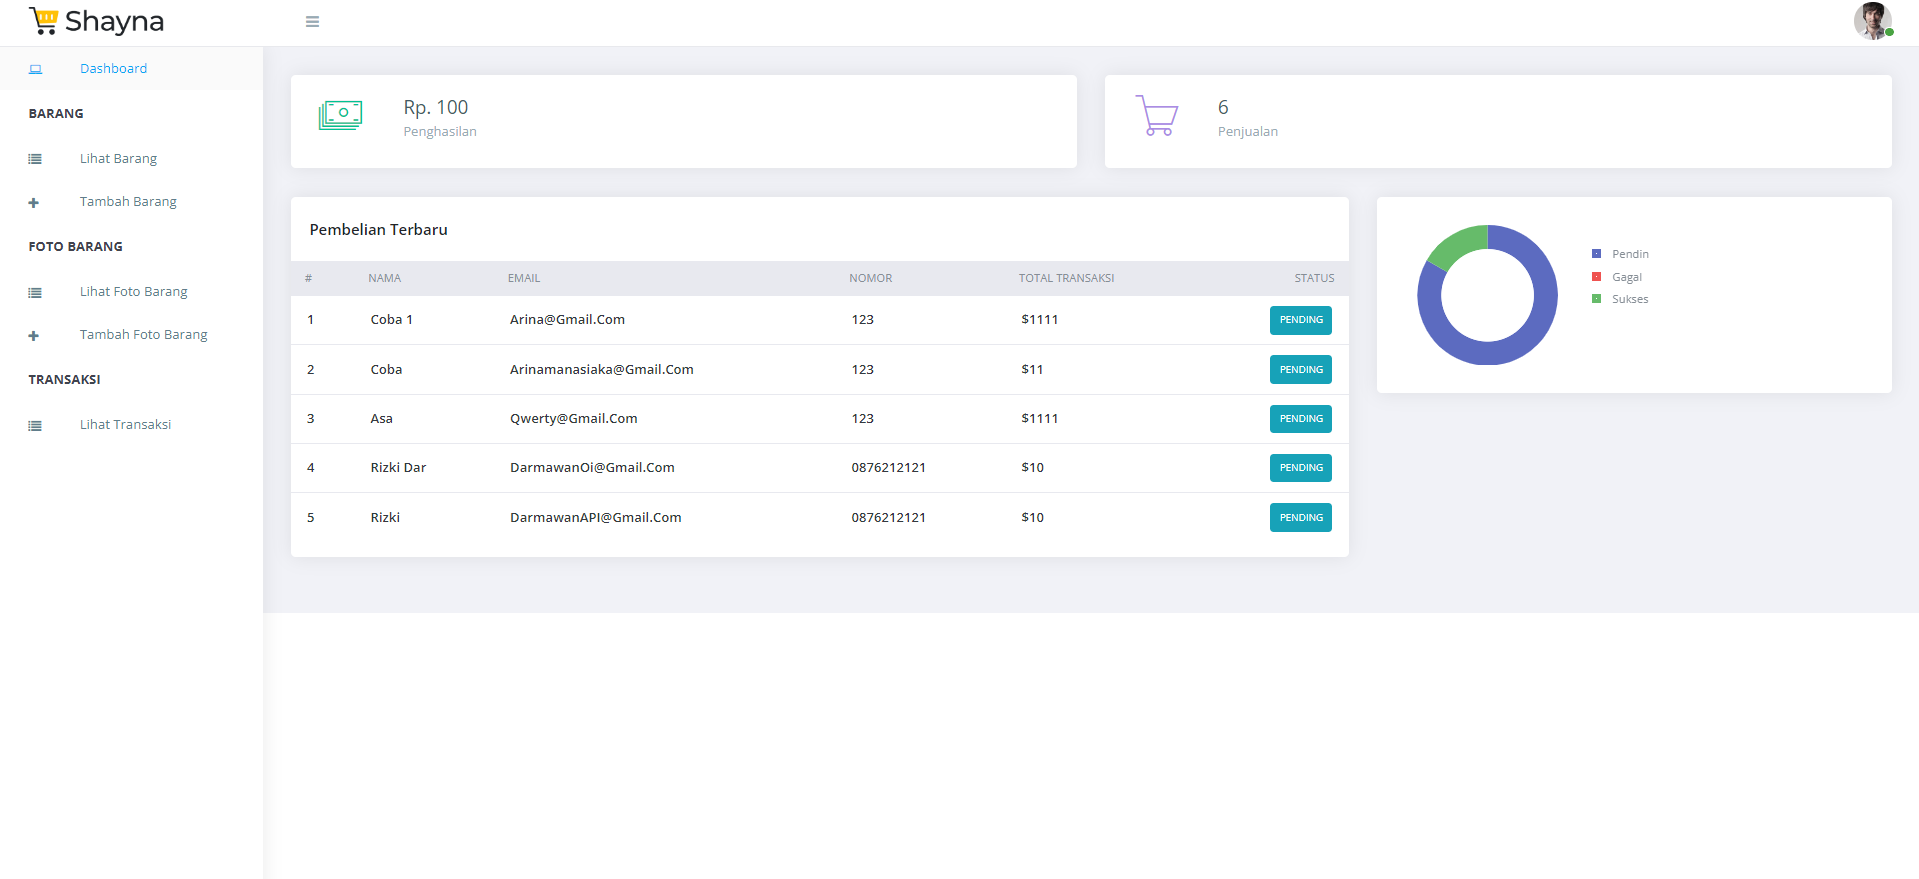 Shayna
Dashboard
BARANG
Lihat Barang
Tambah Barang
FOTO BARANG
Lihat Foto Barang
Tambah Foto Barang
TRANSAKSI
Lihat Transaksi
Rp. 100
Penghasilan
6
Penjualan
Pembelian Terbaru
# NAMA EMAIL NOMOR TOTAL TRANSAKSI STATUS
1 Coba 1 Arina@Gmail.Com 123 $1111 PENDING
2 Coba Arinamanasiaka@Gmail.Com 123 $11 PENDING
3 Asa Qwerty@Gmail.Com 123 $1111 PENDING
4 Rizki Dar DarmawanOi@Gmail.Com 0876212121 $10 PENDING
5 Rizki DarmawanAPI@Gmail.Com 0876212121 $10 PENDING
Pendin
Gagal
Sukses